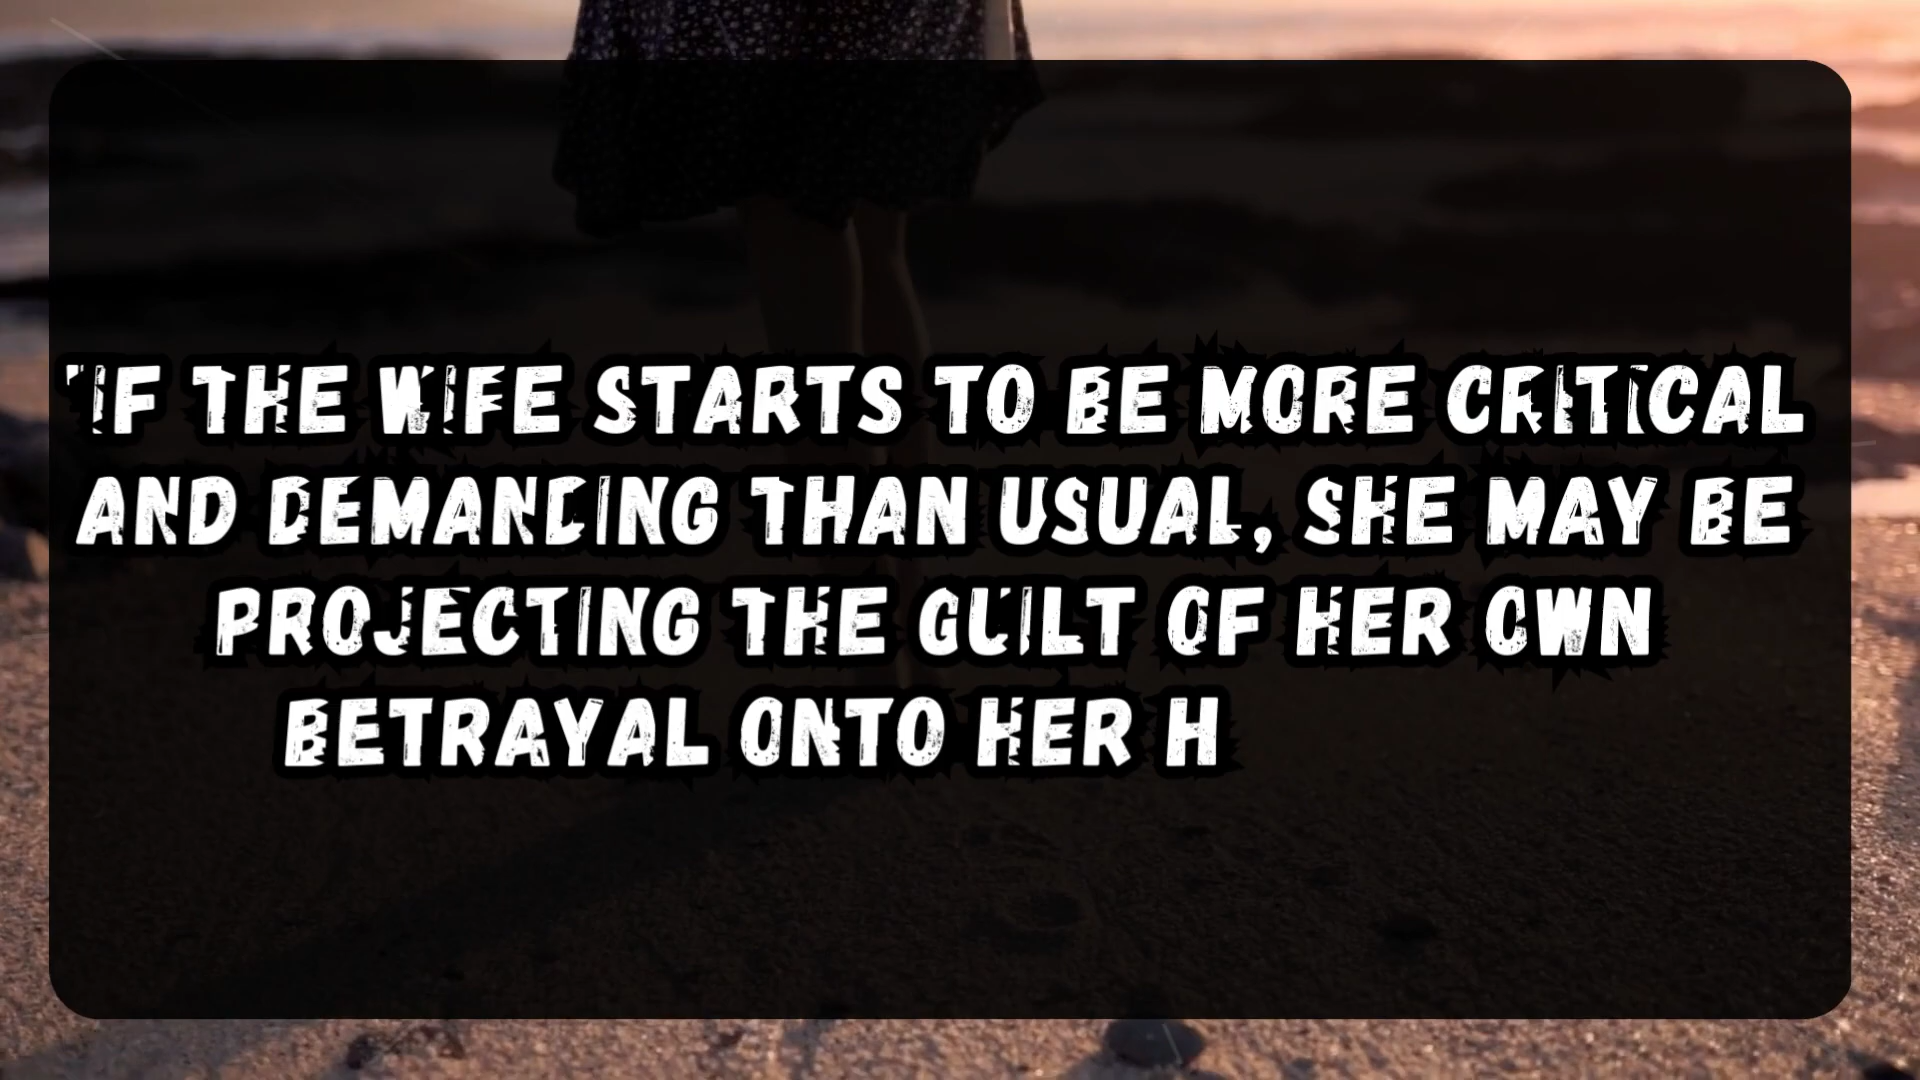 "IF THE WIFE STARTS TO BE MORE CRITICAL
AND DEMANDING THAN USUAL, SHE MAY BE
PROJECTING THE GUILT OF HER OWN
BETRAYAL ONTO HER H